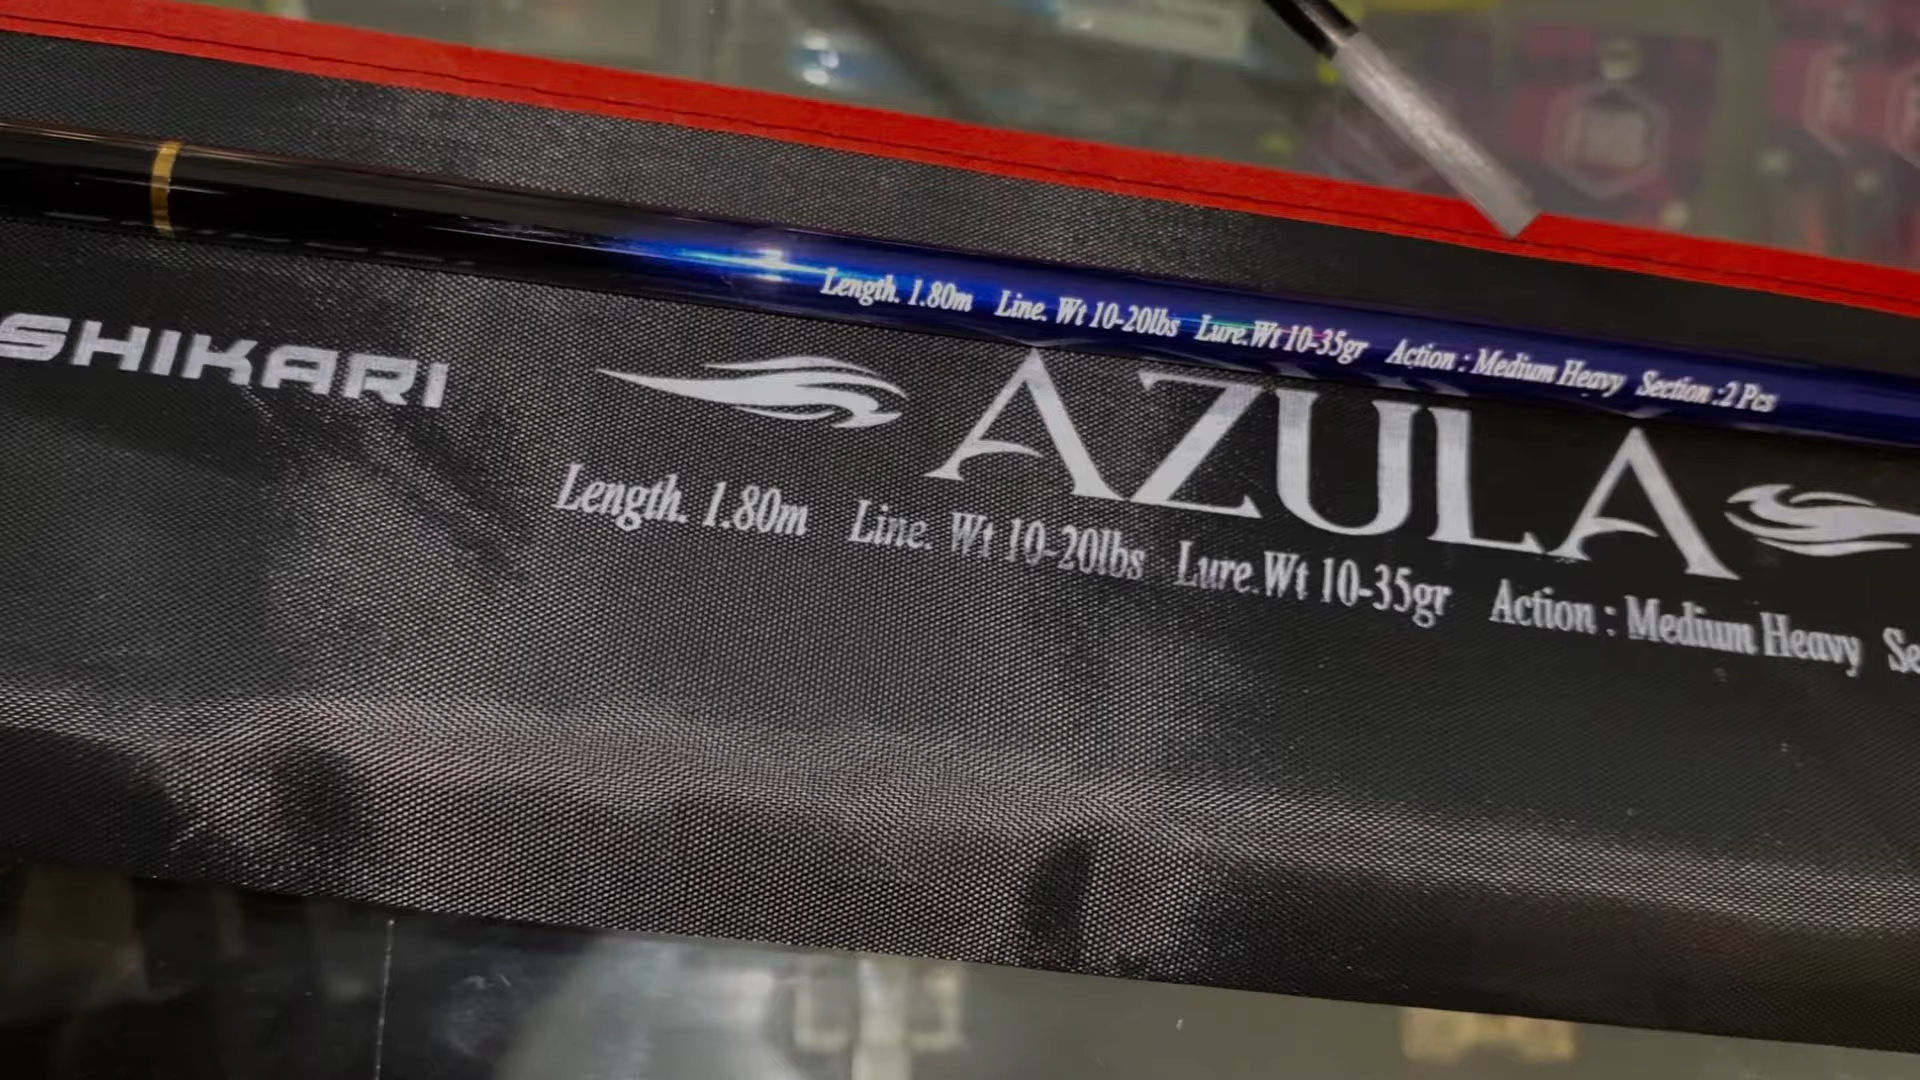 Length. 1.80m Line. Wt 10-20lbs Lure.Wt 10-35gr Action : Medium Heavy Section :2 Pcs
SHIKARI
AZULA
Length. 1.80m Line. Wt 10-20lbs Lure.Wt 10-35gr Action : Medium Heavy Se